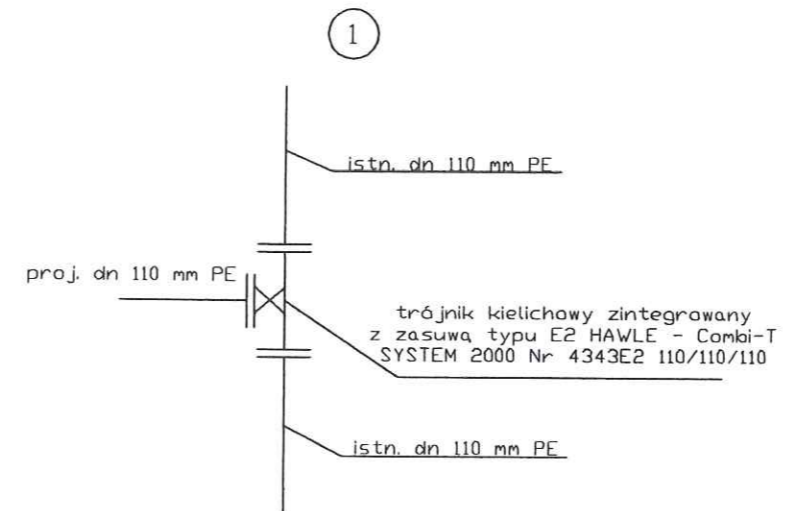 1
istn. dn 110 mm PE
proj. dn 110 mm PE
trójnik kielichowy zintegrowany
z zasuwą typu E2 HAWLE - Combi-T
SYSTEM 2000 Nr 4343E2 110/110/110
istn. dn 110 mm PE